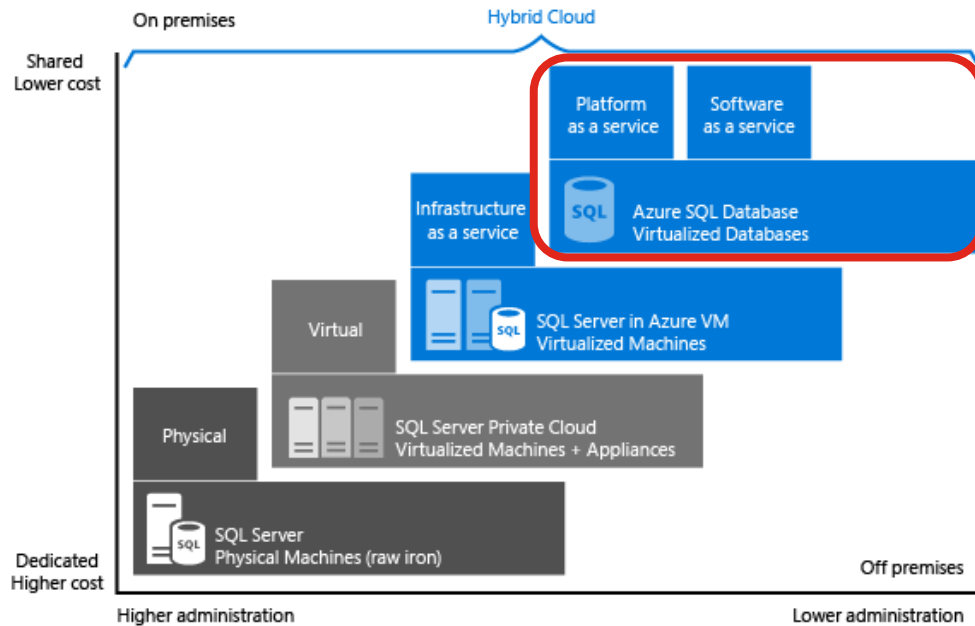 On premises
Hybrid Cloud
Shared
Lower cost
Platform
as a service
Software
as a service
SQL
Azure SQL Database
Virtualized Databases
Infrastructure
as a service
SQL
SQL Server in Azure VM
Virtualized Machines
Virtual
SQL Server Private Cloud
Virtualized Machines + Appliances
Physical
SQL
SQL Server
Physical Machines (raw iron)
Dedicated
Higher cost
Off premises
Higher administration
Lower administration